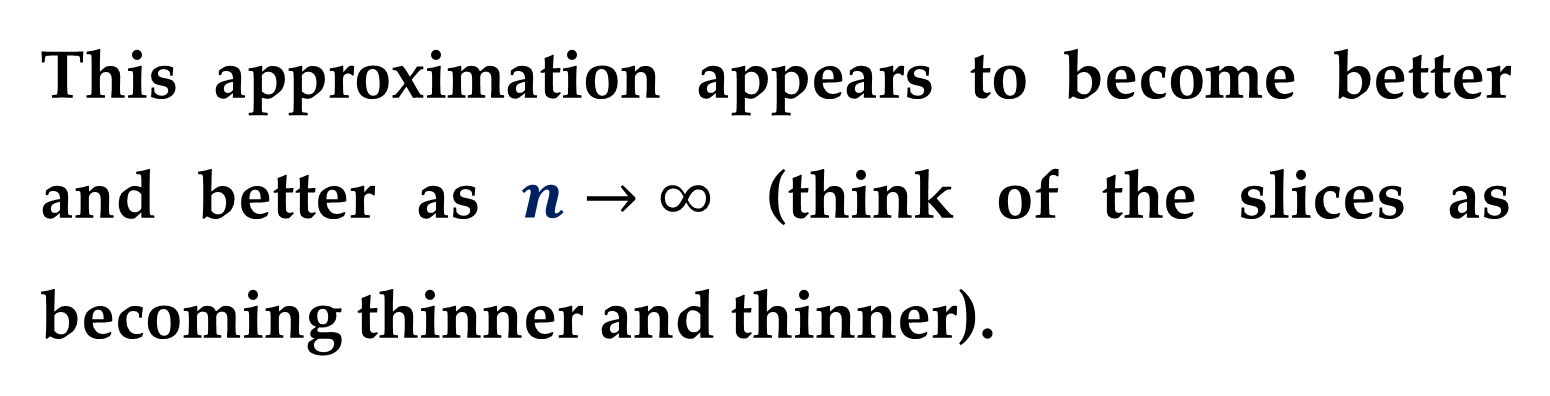 This approximation appears to become better
and better as n → ∞ (think of the slices as
becoming thinner and thinner).